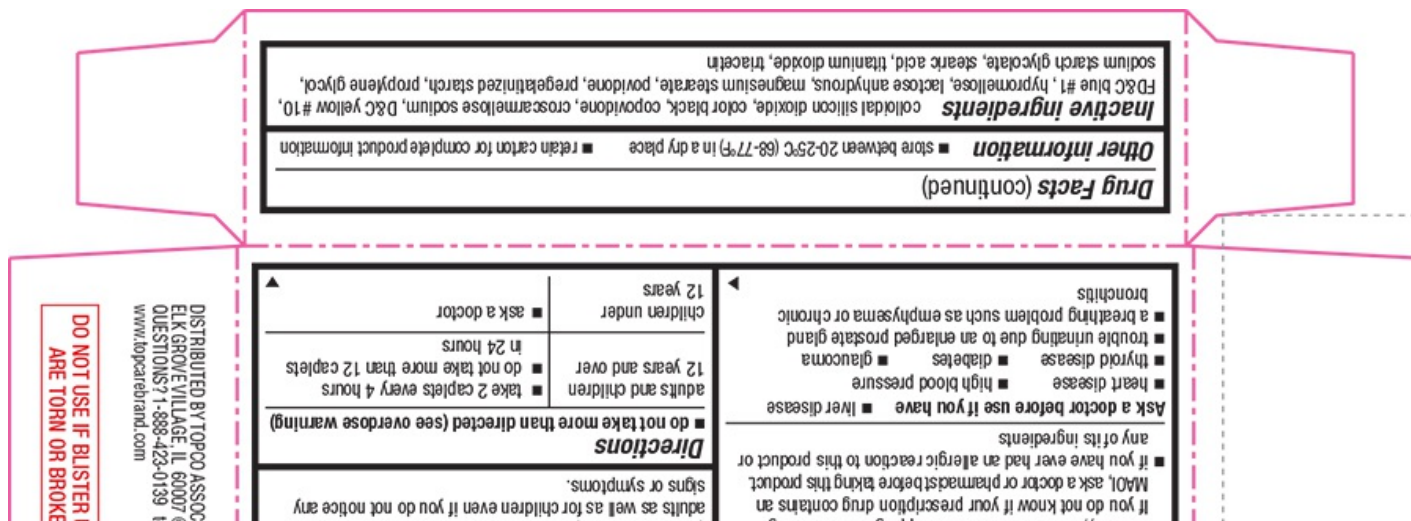 If you do not know if your prescription drug contains an
MAOI, ask a doctor or pharmacist before taking this product.
■ if you have ever had an allergic reaction to this product or
any of its ingredients
Ask a doctor before use if you have ■ liver disease
■ heart disease ■ high blood pressure
■ thyroid disease ■ diabetes ■ glaucoma
■ trouble urinating due to an enlarged prostate gland
■ a breathing problem such as emphysema or chronic
bronchitis
adults as well as for children even if you do not notice any
signs or symptoms.
Directions
■ do not take more than directed (see overdose warning)
adults and children ■ take 2 caplets every 4 hours
12 years and over ■ do not take more than 12 caplets
in 24 hours
children under ■ ask a doctor
12 years
Drug Facts (continued)
Other information ■ store between 20-25ºC (68-77ºF) in a dry place ■ retain carton for complete product information
Inactive ingredients colloidal silicon dioxide, color black, copovidone, croscarmellose sodium, D&C yellow #10,
FD&C blue #1, hypromellose, lactose anhydrous, magnesium stearate, povidone, pregelatinized starch, propylene glycol,
sodium starch glycolate, stearic acid, titanium dioxide, triacetin
DISTRIBUTED BY TOPCO ASSOC
ELK GROVE VILLAGE, IL 60007 ©
QUESTIONS? 1-888-423-0139
www.topcarebrand.com
DO NOT USE IF BLISTER
ARE TORN OR BROKE